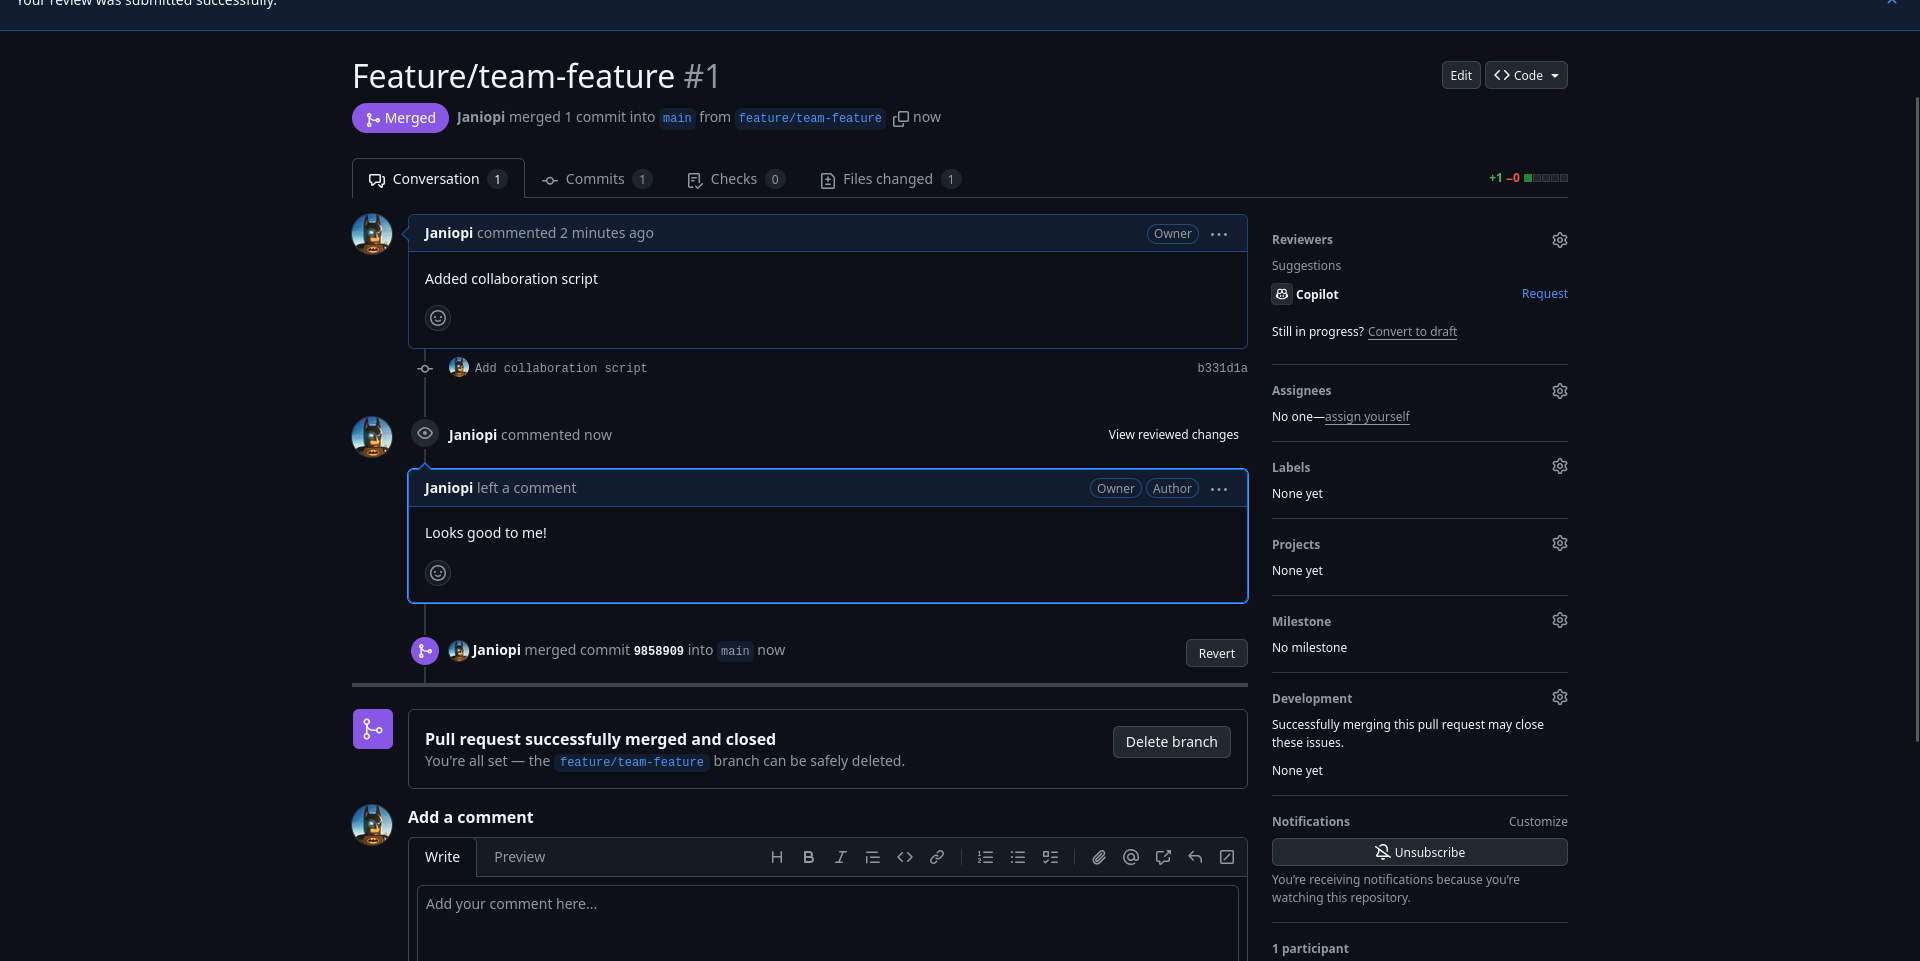 Your review was submitted successfully.
Feature/team-feature #1
Edit
Code
Merged
Janiopi merged 1 commit into main from feature/team-feature now
Conversation 1
Commits 1
Checks 0
Files changed 1
+1 −0
Janiopi commented 2 minutes ago
Owner
Added collaboration script
Add collaboration script
b331d1a
Janiopi commented now
View reviewed changes
Janiopi left a comment
Owner
Author
Looks good to me!
Janiopi merged commit 9858909 into main now
Revert
Pull request successfully merged and closed
You're all set — the feature/team-feature branch can be safely deleted.
Delete branch
Add a comment
Write
Preview
Add your comment here...
Reviewers
Suggestions
Copilot
Request
Still in progress? Convert to draft
Assignees
No one—assign yourself
Labels
None yet
Projects
None yet
Milestone
No milestone
Development
Successfully merging this pull request may close
these issues.
None yet
Notifications
Customize
Unsubscribe
You're receiving notifications because you're
watching this repository.
1 participant